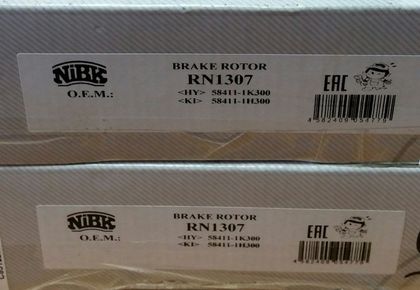 NiBK
BRAKE ROTOR
RN1307
O.E.M.:
<HY> 58411-1K300
<KI> 58411-1H300
EAC
NiBK
BRAKE ROTOR
RN1307
O.E.M.:
<HY> 58411-1K300
<KI> 58411-1H300
EAC